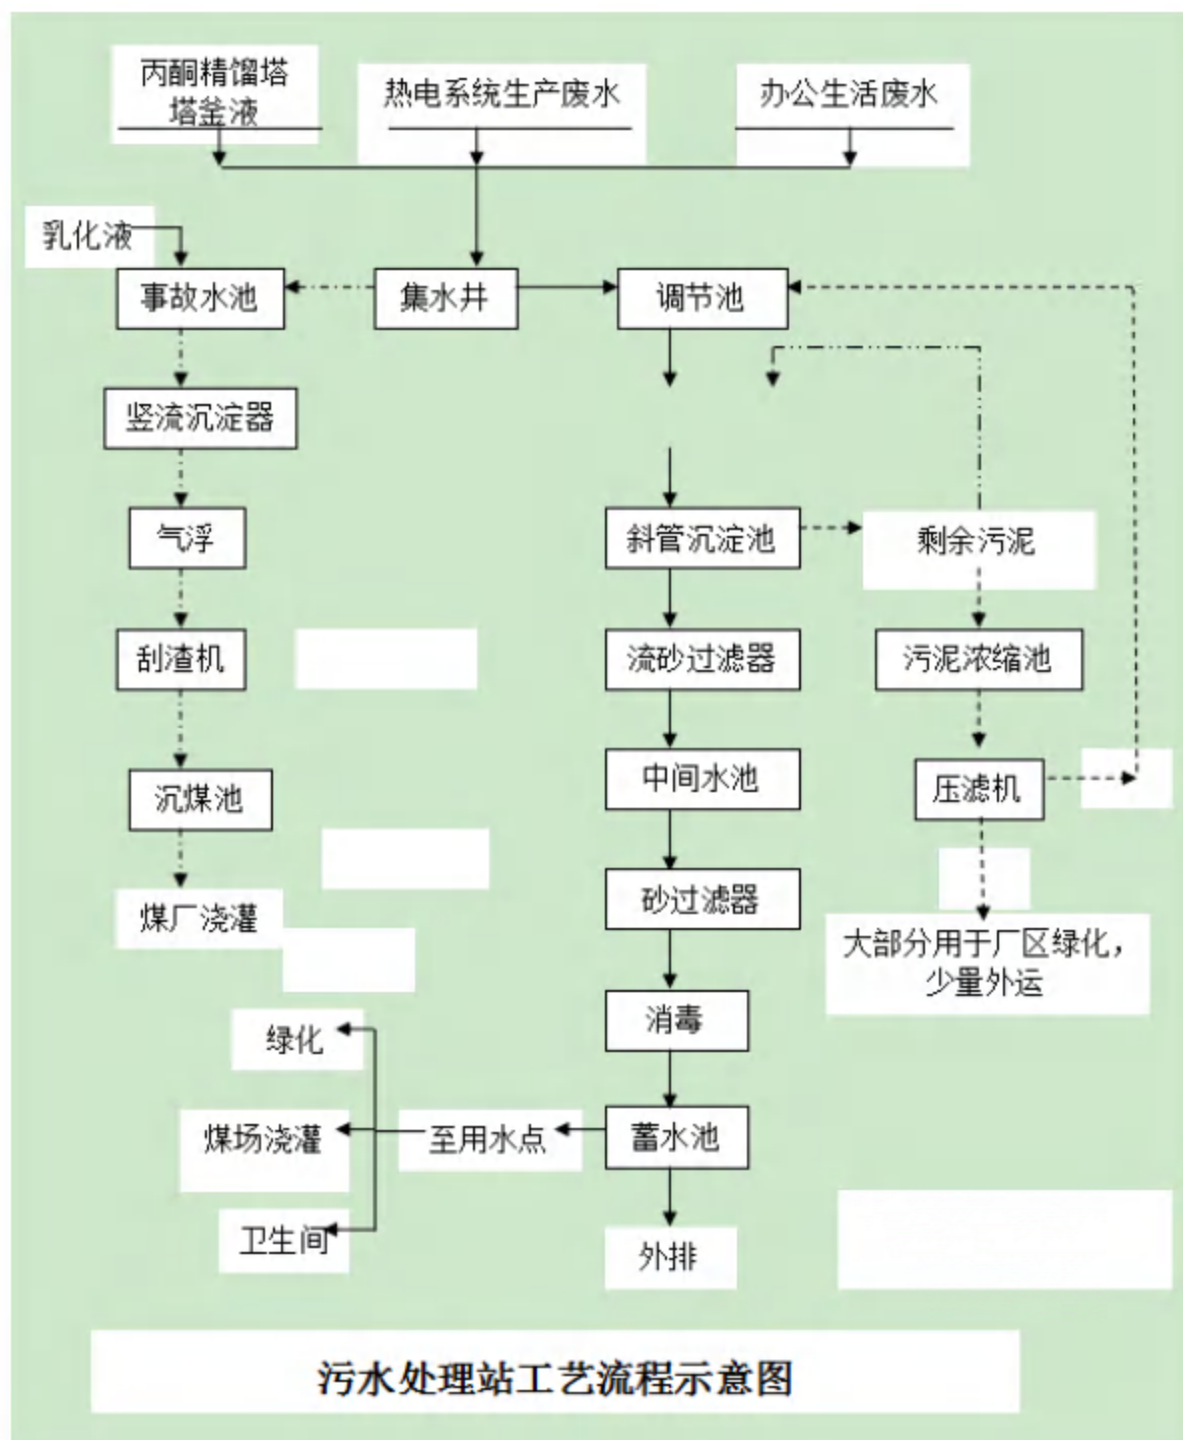 丙酮精馏塔
塔釜液
热电系统生产废水
办公生活废水
乳化液
事故水池
集水井
调节池
竖流沉淀器
气浮
斜管沉淀池
剩余污泥
刮渣机
流砂过滤器
污泥浓缩池
沉煤池
中间水池
压滤机
煤厂浇灌
砂过滤器
大部分用于厂区绿化，
少量外运
绿化
消毒
煤场浇灌
至用水点
蓄水池
卫生间
外排
污水处理站工艺流程示意图